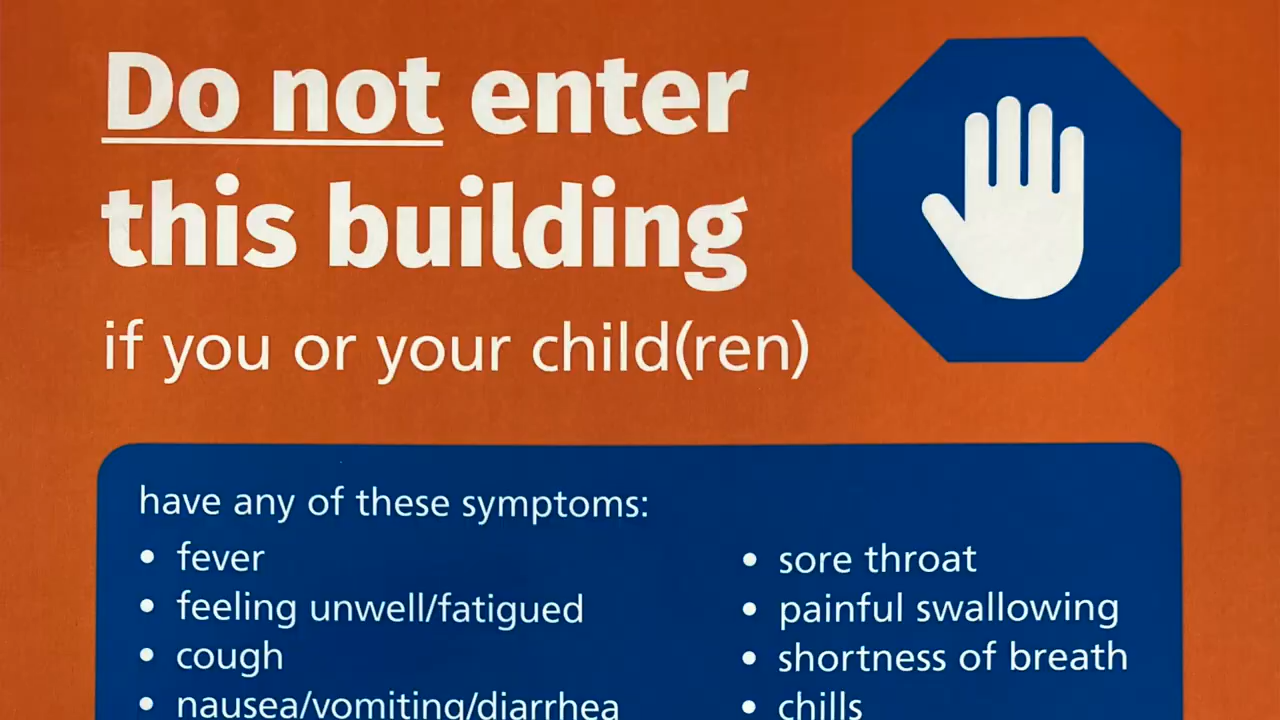 Do not enter
this building
if you or your child(ren)
have any of these symptoms:
• fever
• feeling unwell/fatigued
• cough
• nausea/vomiting/diarrhea
• sore throat
• painful swallowing
• shortness of breath
• chills